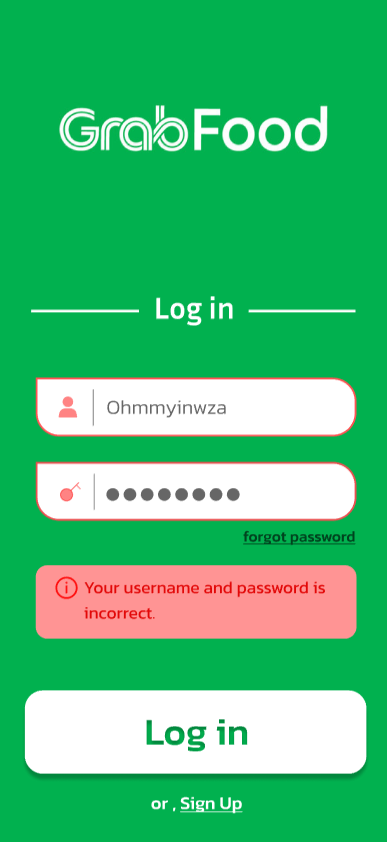 GrabFood
Log in
Ohmmyinwza
●●●●●●●●
forgot password
Your username and password is
incorrect.
Log in
or , Sign Up